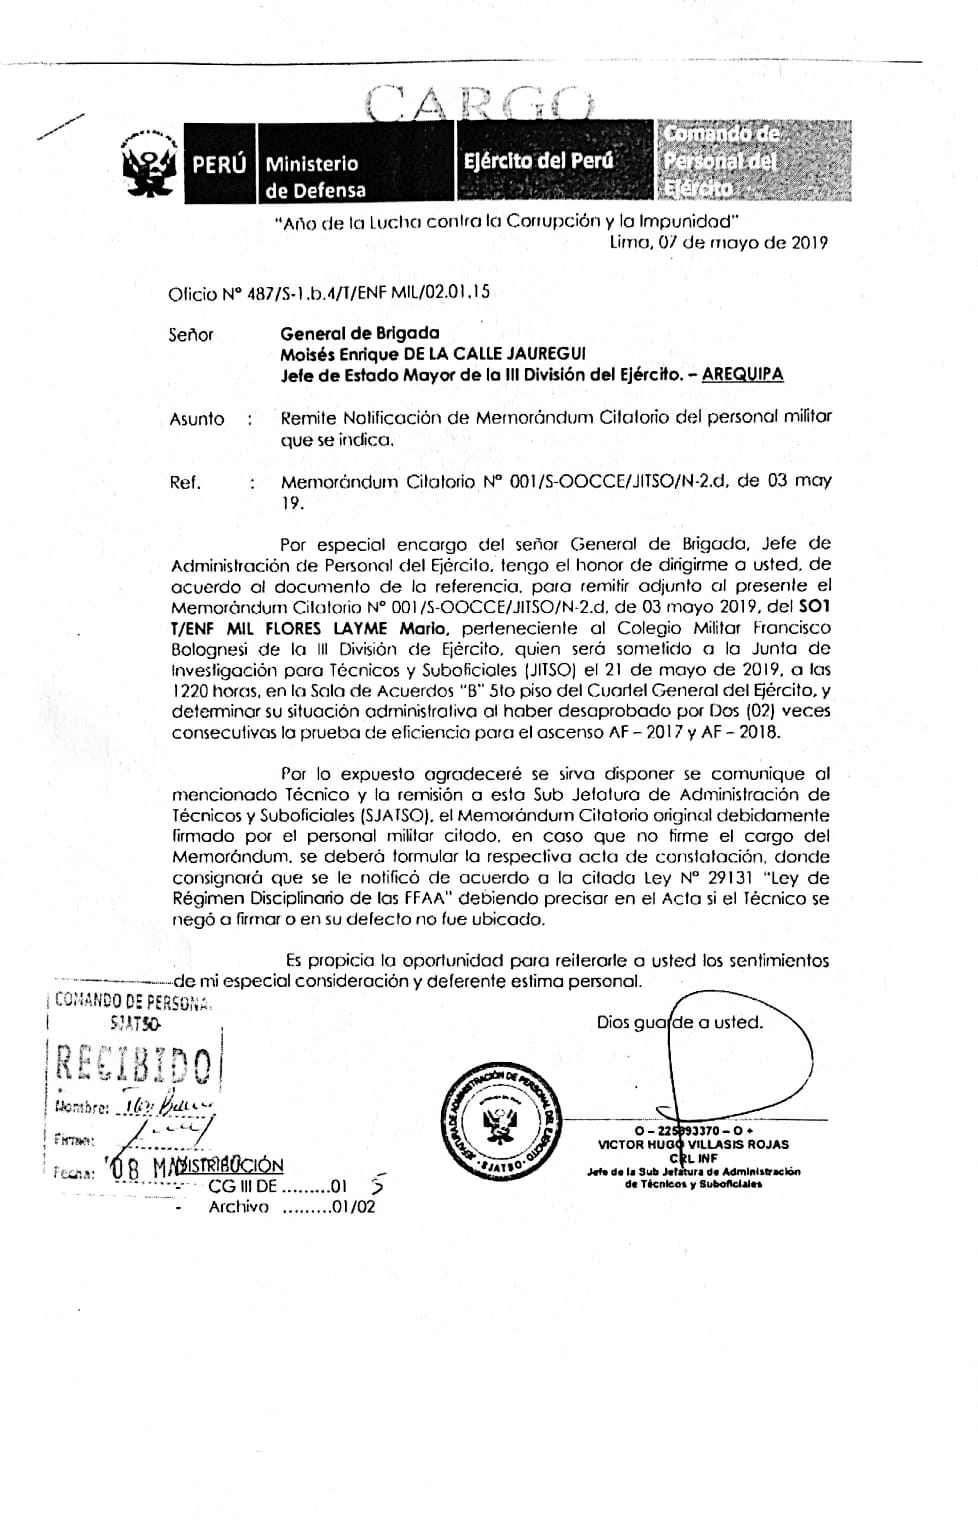 CARGO
PERÚ
Ministerio
de Defensa
Ejército del Perú
Comando de
Personal del
Ejército
"Año de la Lucha contra la Corrupción y la Impunidad"
Lima, 07 de mayo de 2019
Oficio N° 487/S-1.b.4/T/ENF MIL/02.01.15
Señor General de Brigada
Moisés Enrique DE LA CALLE JAUREGUI
Jefe de Estado Mayor de la III División del Ejército. – AREQUIPA
Asunto : Remite Notificación de Memorándum Citatorio del personal militar
que se indica.
Ref. : Memorándum Citatorio N° 001/S-OOCCE/JITSO/N-2.d, de 03 may
19.
Por especial encargo del señor General de Brigada, Jefe de
Administración de Personal del Ejército, tengo el honor de dirigirme a usted, de
acuerdo al documento de la referencia, para remitir adjunto al presente el
Memorándum Citatorio N° 001/S-OOCCE/JITSO/N-2.d, de 03 mayo 2019, del SO1
T/ENF MIL FLORES LAYME Mario, perteneciente al Colegio Militar Francisco
Bolognesi de la III División de Ejército, quien será sometido a la Junta de
Investigación para Técnicos y Suboficiales (JITSO) el 21 de mayo de 2019, a las
1220 horas, en la Sala de Acuerdos "B" 5to piso del Cuartel General del Ejército, y
determinar su situación administrativa al haber desaprobado por Dos (02) veces
consecutivas la prueba de eficiencia para el ascenso AF – 2017 y AF – 2018.
Por lo expuesto agradeceré se sirva disponer se comunique al
mencionado Técnico y la remisión a esta Sub Jefatura de Administración de
Técnicos y Suboficiales (SJATSO), el Memorándum Citatorio original debidamente
firmado por el personal militar citado, en caso que no firme el cargo del
Memorándum, se deberá formular la respectiva acta de constatación, donde
consignará que se le notificó de acuerdo a la citada Ley N° 29131 "Ley de
Régimen Disciplinario de las FFAA" debiendo precisar en el Acta si el Técnico se
negó a firmar o en su defecto no fue ubicado.
Es propicia la oportunidad para reiterarle a usted los sentimientos
de mi especial consideración y deferente estima personal.
Dios guarde a usted.
COMANDO DE PERSONAL
SJATSO
RECIBIDO
Nombre:
Firma:
Fecha: 08 MA
JEFATURA DE ADMINISTRACIÓN DE PERSONAL DEL EJÉRCITO
·SJATSO·
O – 225893370 – O +
VICTOR HUGO VILLASIS ROJAS
CRL INF
Jefe de la Sub Jefatura de Administración
de Técnicos y Suboficiales
DISTRIBUCIÓN
- CG III DE .........01 5
- Archivo .........01/02